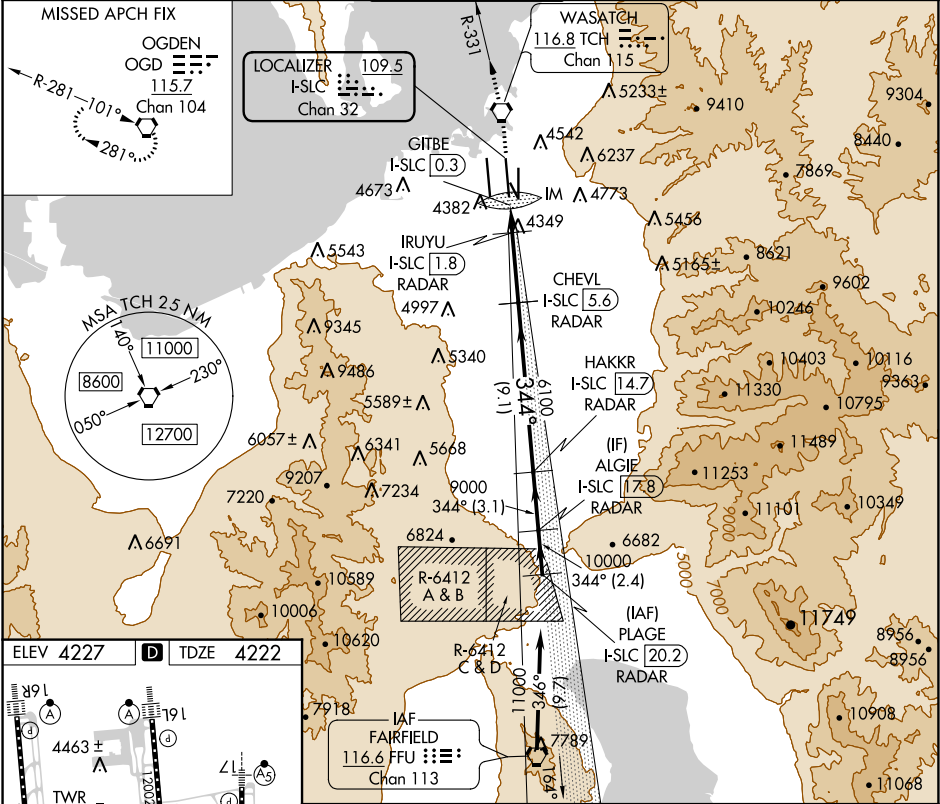 MISSED APCH FIX
OGDEN
OGD
115.7
Chan 104
R-281—101°
281°
LOCALIZER 109.5
I-SLC
Chan 32
R-331
WASATCH
116.8 TCH
Chan 115
5233±
9410
9304
8440
4542
6237
7869
GITBE
I-SLC 0.3
4673
4382
IM
4773
4349
5456
IRUYU
I-SLC 1.8
RADAR
5543
5165±
8621
9602
CHEVL
I-SLC 5.6
RADAR
4997
10246
MSA TCH 25 NM
140°
11000
8600
230°
050°
12700
9345
9486
5340
5589±
344°
(9.1)
6100
HAKKR
I-SLC 14.7
RADAR
10403
10116
9363
11330
10795
6057±
6341
5668
(IF)
ALGIE
I-SLC 17.8
RADAR
11489
11253
9207
7220
7234
9000
344° (3.1)
11101
10349
9000
6691
6824
6682
10000
344° (2.4)
5000
R-6412
A & B
10589
10006
10620
R-6412
C & D
(IAF)
PLAGE
I-SLC 20.2
RADAR
11749
8956
8956
11000
346°
(9.7)
ELEV 4227
D
TDZE 4222
16R
A
A
16L
P
P
4463 ±
7918
IAF
FAIRFIELD
116.6 FFU
Chan 113
7789
164°
10908
11068
17
A5
12002
TWR
P